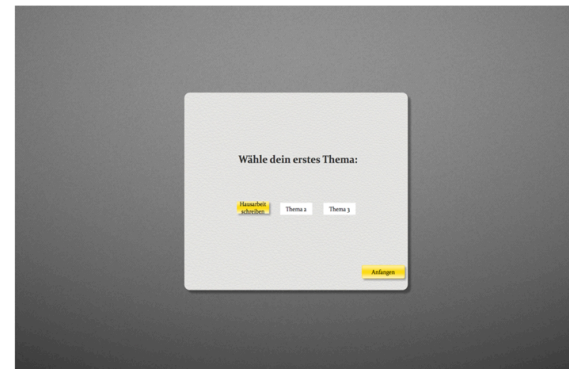 Wähle dein erstes Thema:
Hausarbeit
schreiben
Thema 2
Thema 3
Anfangen